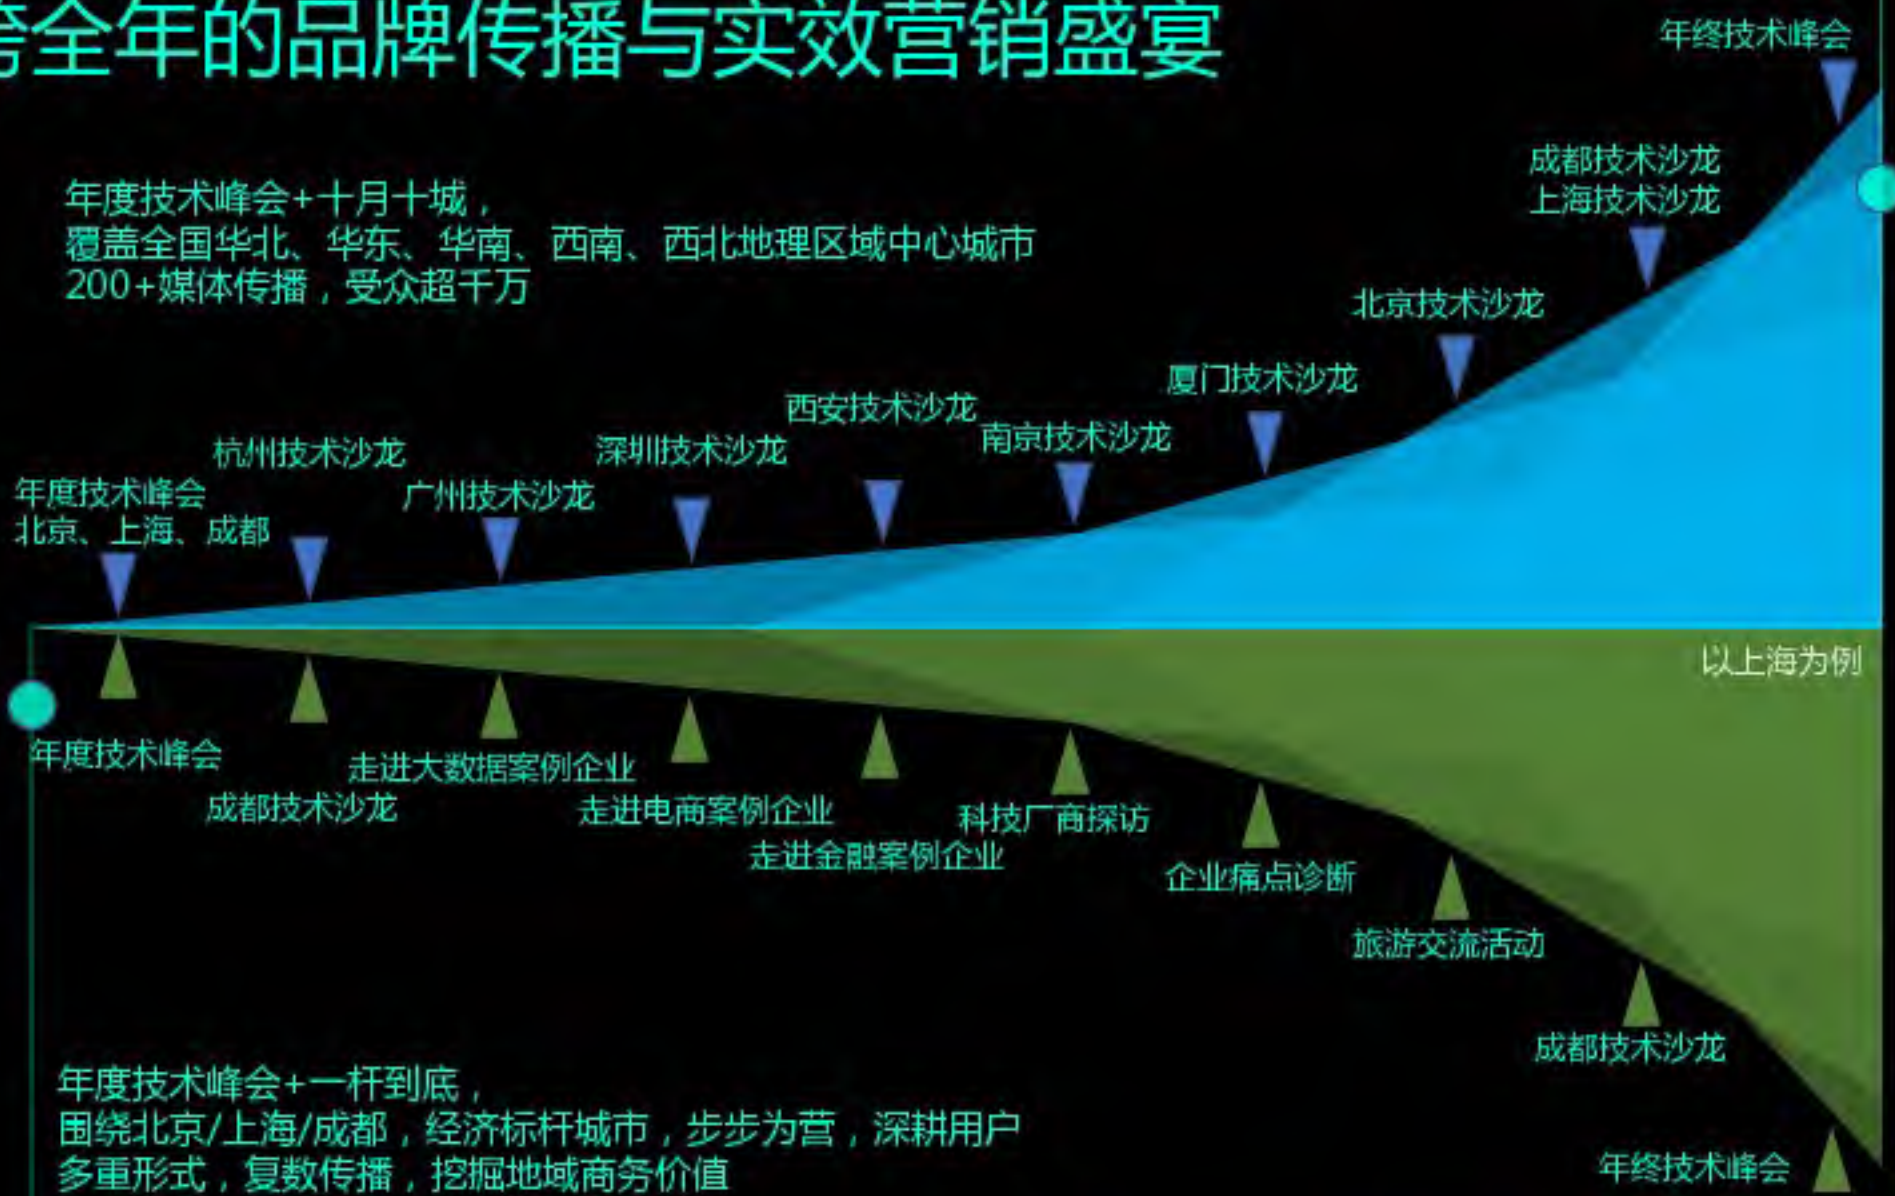 跨全年的品牌传播与实效营销盛宴
年终技术峰会
成都技术沙龙
上海技术沙龙
年度技术峰会+十月十城，
覆盖全国华北、华东、华南、西南、西北地理区域中心城市
200+媒体传播，受众超千万
北京技术沙龙
厦门技术沙龙
西安技术沙龙
南京技术沙龙
深圳技术沙龙
杭州技术沙龙
广州技术沙龙
年度技术峰会
北京、上海、成都
以上海为例
年度技术峰会
成都技术沙龙
走进大数据案例企业
走进电商案例企业
走进金融案例企业
科技厂商探访
企业痛点诊断
旅游交流活动
成都技术沙龙
年终技术峰会
年度技术峰会+一杆到底，
围绕北京/上海/成都，经济标杆城市，步步为营，深耕用户
多重形式，复数传播，挖掘地域商务价值